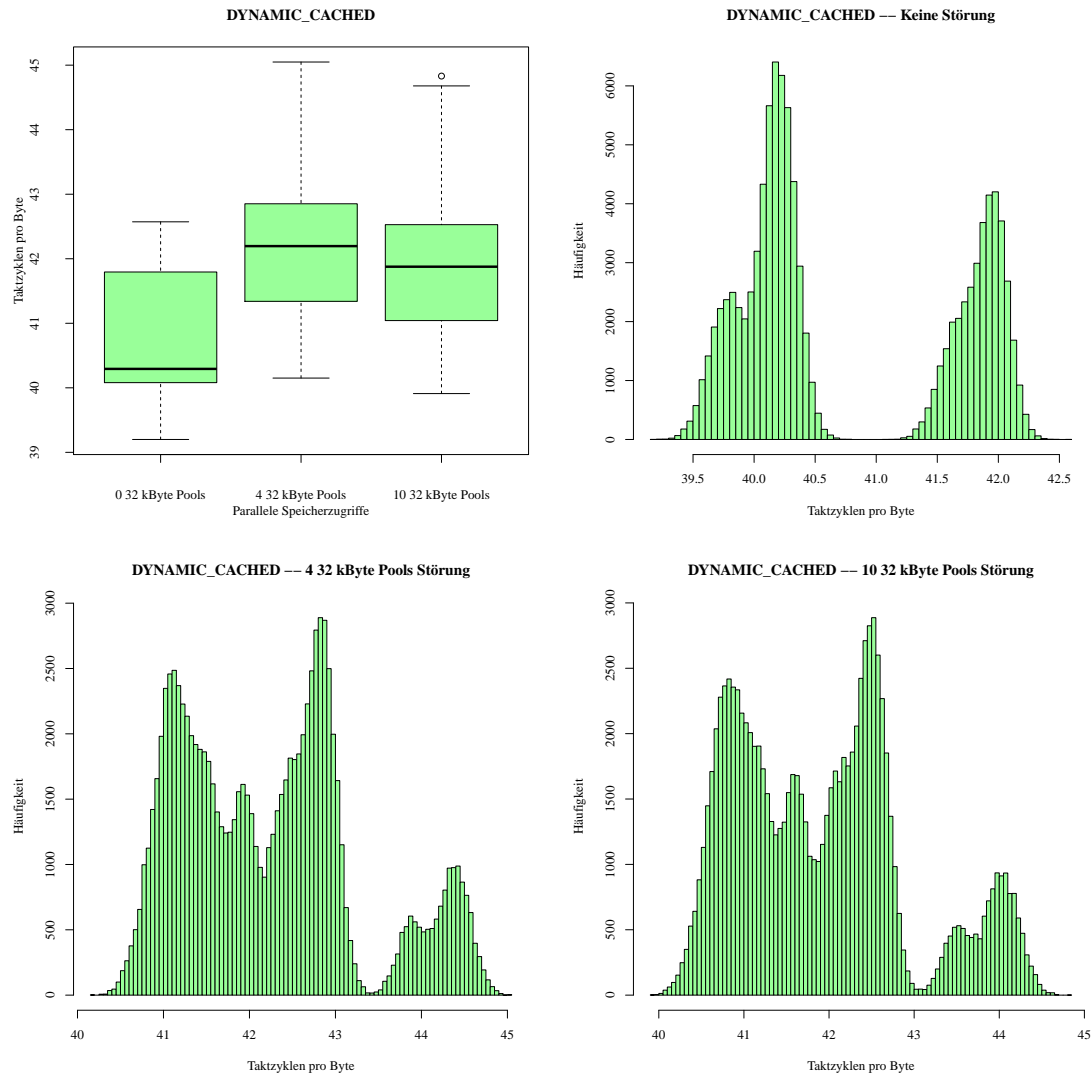 DYNAMIC_CACHED
Taktzyklen pro Byte
45
44
43
42
41
40
39
0 32 kByte Pools
4 32 kByte Pools
10 32 kByte Pools
Parallele Speicherzugriffe
DYNAMIC_CACHED −− Keine Störung
Häufigkeit
6000
5000
4000
3000
2000
1000
0
39.5 40.0 40.5 41.0 41.5 42.0 42.5
Taktzyklen pro Byte
DYNAMIC_CACHED −− 4 32 kByte Pools Störung
Häufigkeit
3000
2500
2000
1500
1000
500
0
40 41 42 43 44 45
Taktzyklen pro Byte
DYNAMIC_CACHED −− 10 32 kByte Pools Störung
Häufigkeit
3000
2500
2000
1500
1000
500
0
40 41 42 43 44 45
Taktzyklen pro Byte